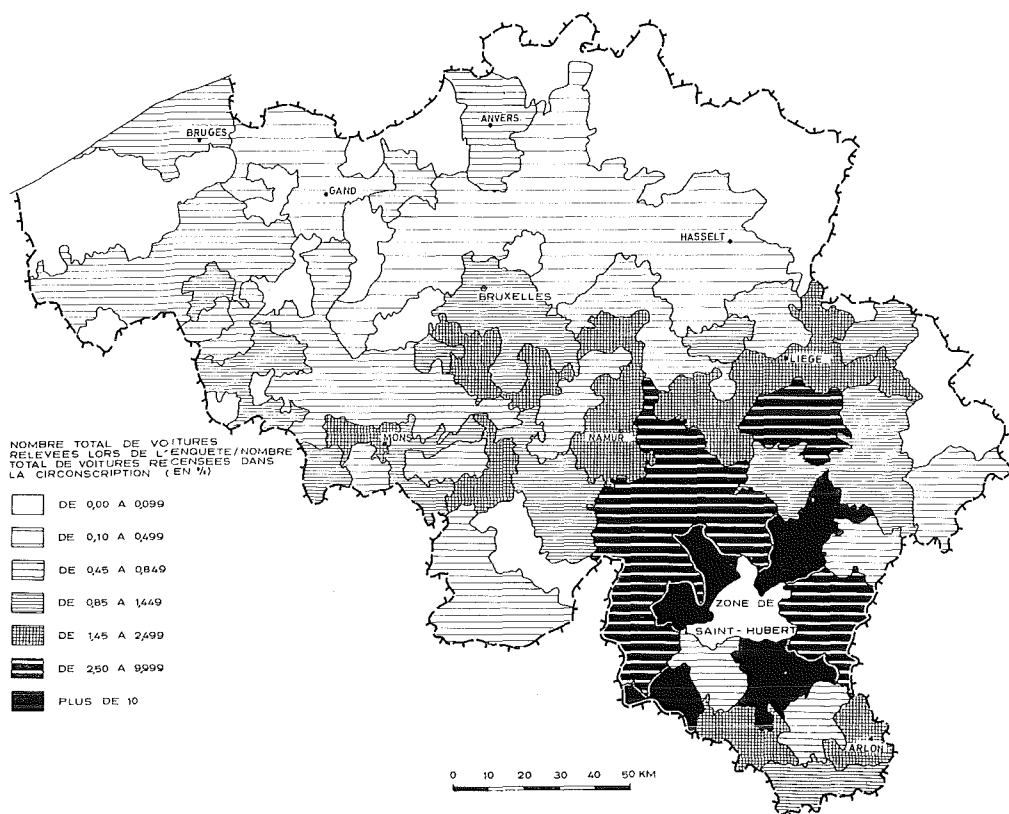 ANVERS
BRUGES
GAND
HASSELT
BRUXELLES
LIEGE
NOMBRE TOTAL DE VOITURES
RELEVEES LORS DE L'ENQUETE/NOMBRE
TOTAL DE VOITURES RECENSEES DANS
LA CIRCONSCRIPTION (EN %)
MONS
NAMUR
DE 0,00 A 0,099
DE 0,10 A 0,499
DE 0,45 A 0,849
DE 0,85 A 1,449
DE 1,45 A 2,499
DE 2,50 A 9,999
PLUS DE 10
ZONE DE
SAINT-HUBERT
ARLON
0 10 20 30 40 50 KM